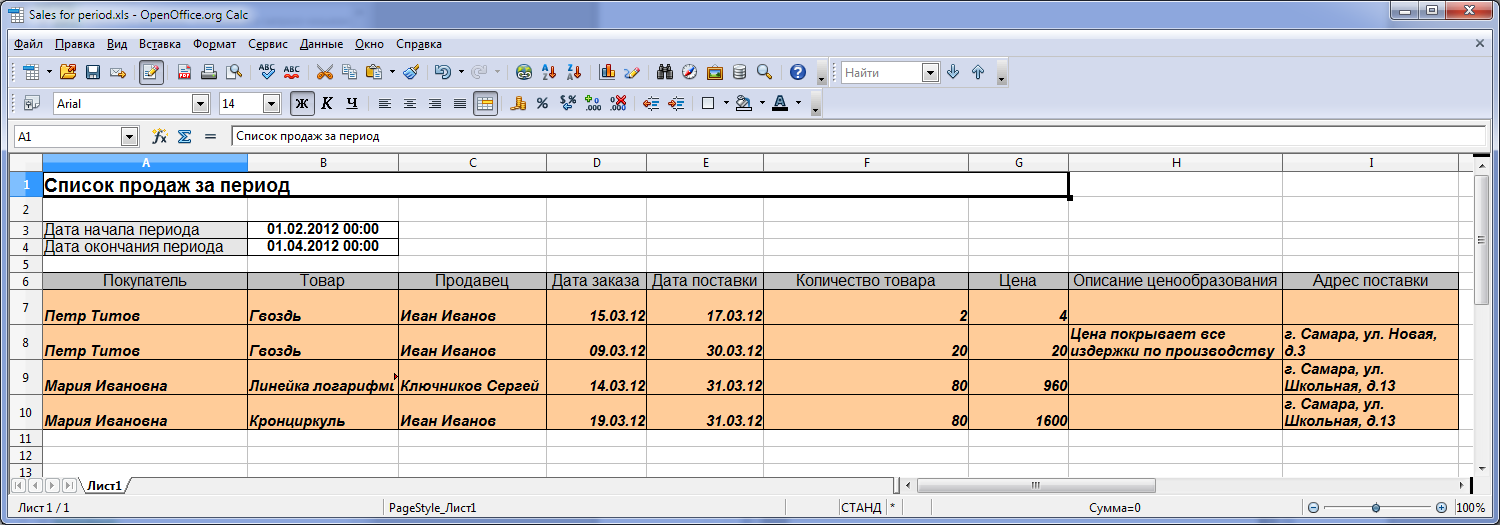 Sales for period.xls - OpenOffice.org Calc
Файл Правка Вид Вставка Формат Сервис Данные Окно Справка
Найти
Arial 14 Ж К Ч
A1 Список продаж за период
A B C D E F G H I
1 Список продаж за период
2
3 Дата начала периода 01.02.2012 00:00
4 Дата окончания периода 01.04.2012 00:00
5
6 Покупатель Товар Продавец Дата заказа Дата поставки Количество товара Цена Описание ценообразования Адрес поставки
7 Петр Титов Гвоздь Иван Иванов 15.03.12 17.03.12 2 4
Цена покрывает все г. Самара, ул. Новая,
8 Петр Титов Гвоздь Иван Иванов 09.03.12 30.03.12 20 20 издержки по производству д.3
г. Самара, ул.
9 Мария Ивановна Линейка логарифми Ключников Сергей 14.03.12 31.03.12 80 960 Школьная, д.13
г. Самара, ул.
10 Мария Ивановна Кронциркуль Иван Иванов 19.03.12 31.03.12 80 1600 Школьная, д.13
11
12
13
Лист1
Лист 1 / 1 PageStyle_Лист1 СТАНД * Сумма=0 100%